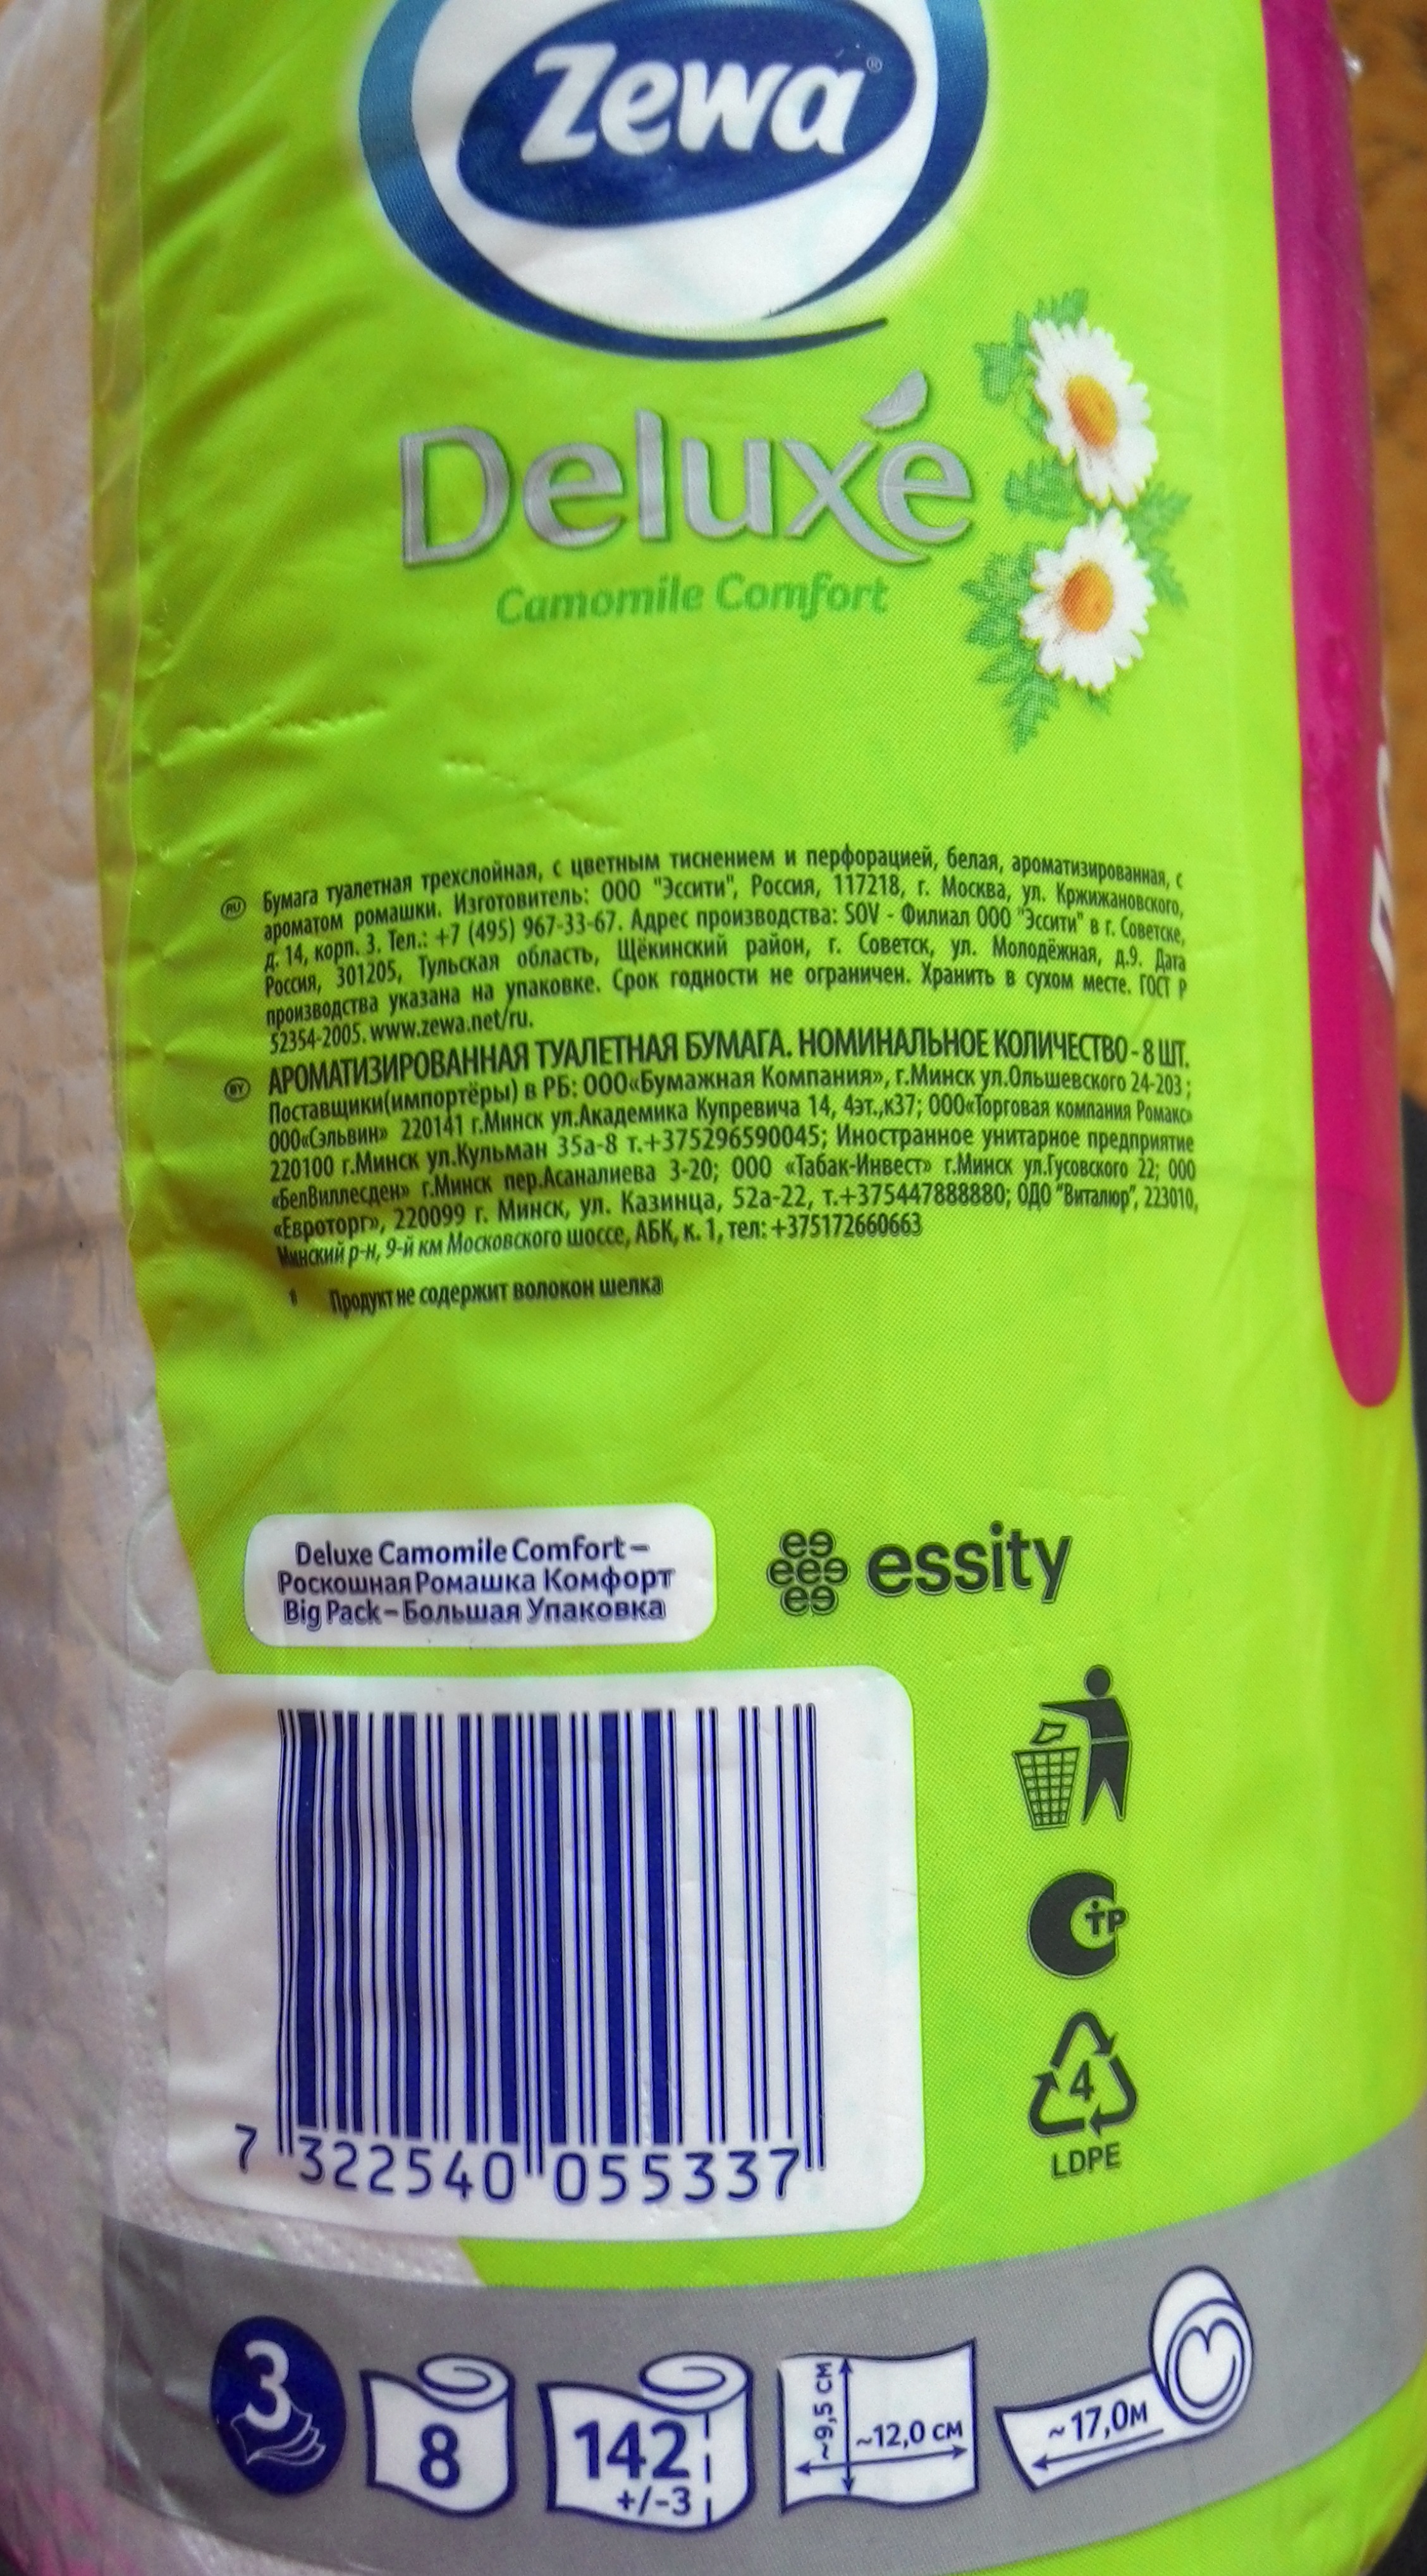 Zewa®
Deluxe
Camomile Comfort
RU Бумага туалетная трехслойная, с цветным тиснением и перфорацией, белая, ароматизированная, с
ароматом ромашки. Изготовитель: ООО "Эссити", Россия, 117218, г. Москва, ул. Кржижановского,
д. 14, корп. 3. Тел.: +7 (495) 967-33-67. Адрес производства: SOV - Филиал ООО "Эссити" в г. Советске,
Россия, 301205, Тульская область, Щёкинский район, г. Советск, ул. Молодёжная, д.9. Дата
производства указана на упаковке. Срок годности не ограничен. Хранить в сухом месте. ГОСТ Р
52354-2005. www.zewa.net/ru.
BY АРОМАТИЗИРОВАННАЯ ТУАЛЕТНАЯ БУМАГА. НОМИНАЛЬНОЕ КОЛИЧЕСТВО - 8 ШТ.
Поставщики(импортёры) в РБ: ООО«Бумажная Компания», г.Минск ул.Ольшевского 24-203 ;
ООО«Сэльвин» 220141 г.Минск ул.Академика Купревича 14, 4эт.,к37; ООО«Торговая компания Ромакс»
220100 г.Минск ул.Кульман 35а-8 т.+375296590045; Иностранное унитарное предприятие
«БелВиллесден» г.Минск пер.Асаналиева 3-20; ООО «Табак-Инвест» г.Минск ул.Гусовского 22; ООО
«Евроторг», 220099 г. Минск, ул. Казинца, 52а-22, т.+375447888880; ОДО "Виталюр", 223010,
Минский р-н, 9-й км Московского шоссе, АБК, к. 1, тел: +375172660663
Продукт не содержит волокон шелка
Deluxe Camomile Comfort –
Роскошная Ромашка Комфорт
Big Pack – Большая Упаковка
essity
7 322540 055337
ТР
4
LDPE
3
8
142
+/-3
~9,5 см
~12,0 см
~17,0м